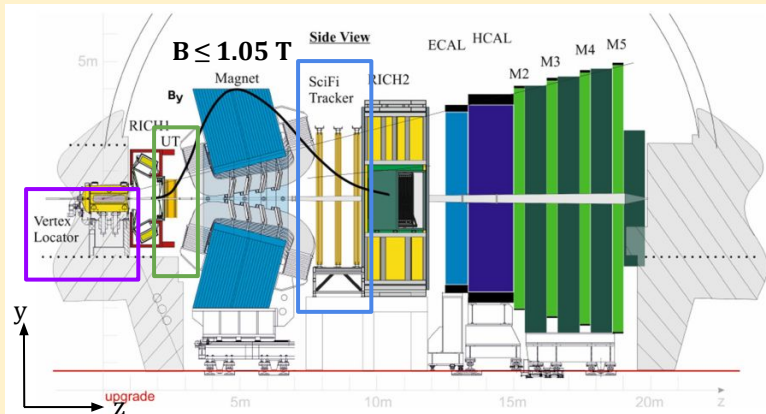 B ≤ 1.05 T
Side View
ECAL
HCAL
M5
M4
M3
M2
5m
Magnet
SciFi
Tracker
RICH2
By
RICH1
UT
Vertex
Locator
y
z
upgrade
5m
10m
15m
20m
z